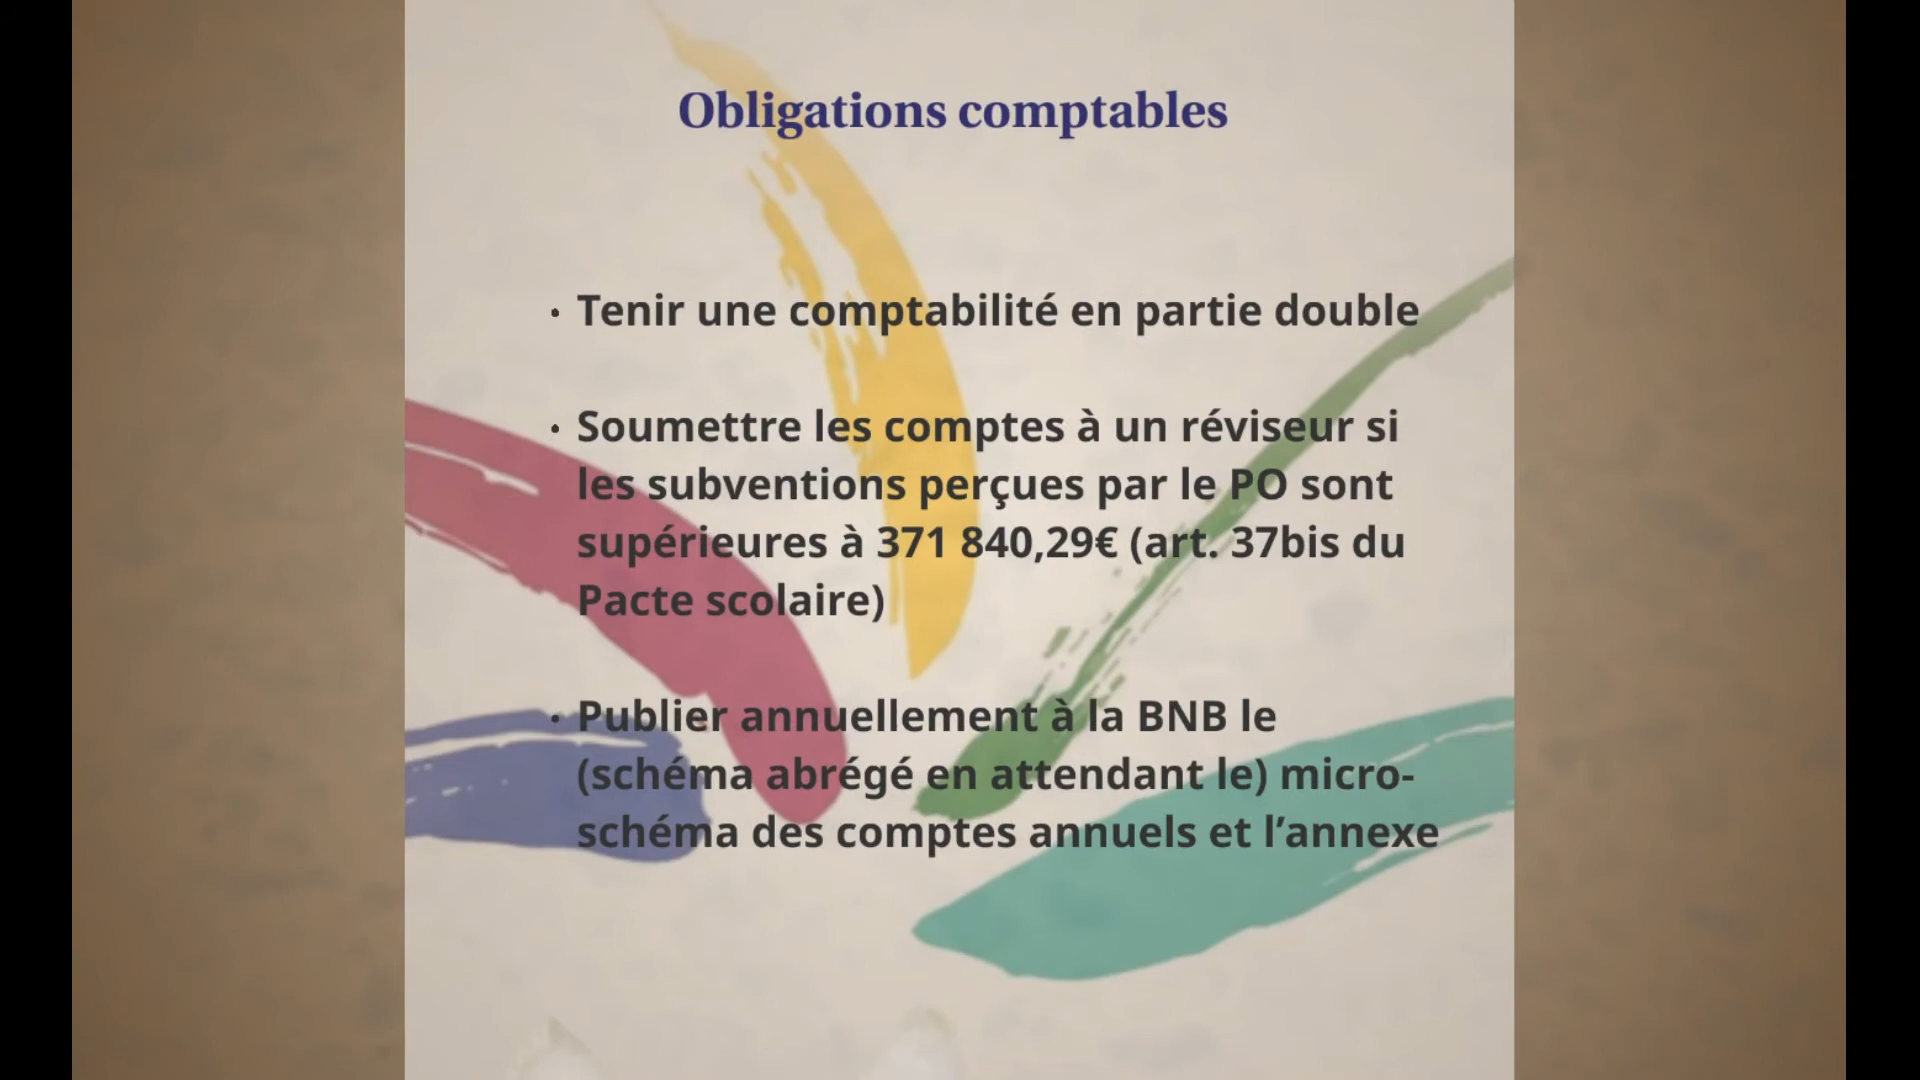 Obligations comptables
· Tenir une comptabilité en partie double
· Soumettre les comptes à un réviseur si
les subventions perçues par le PO sont
supérieures à 371 840,29€ (art. 37bis du
Pacte scolaire)
· Publier annuellement à la BNB le
(schéma abrégé en attendant le) micro-
schéma des comptes annuels et l’annexe